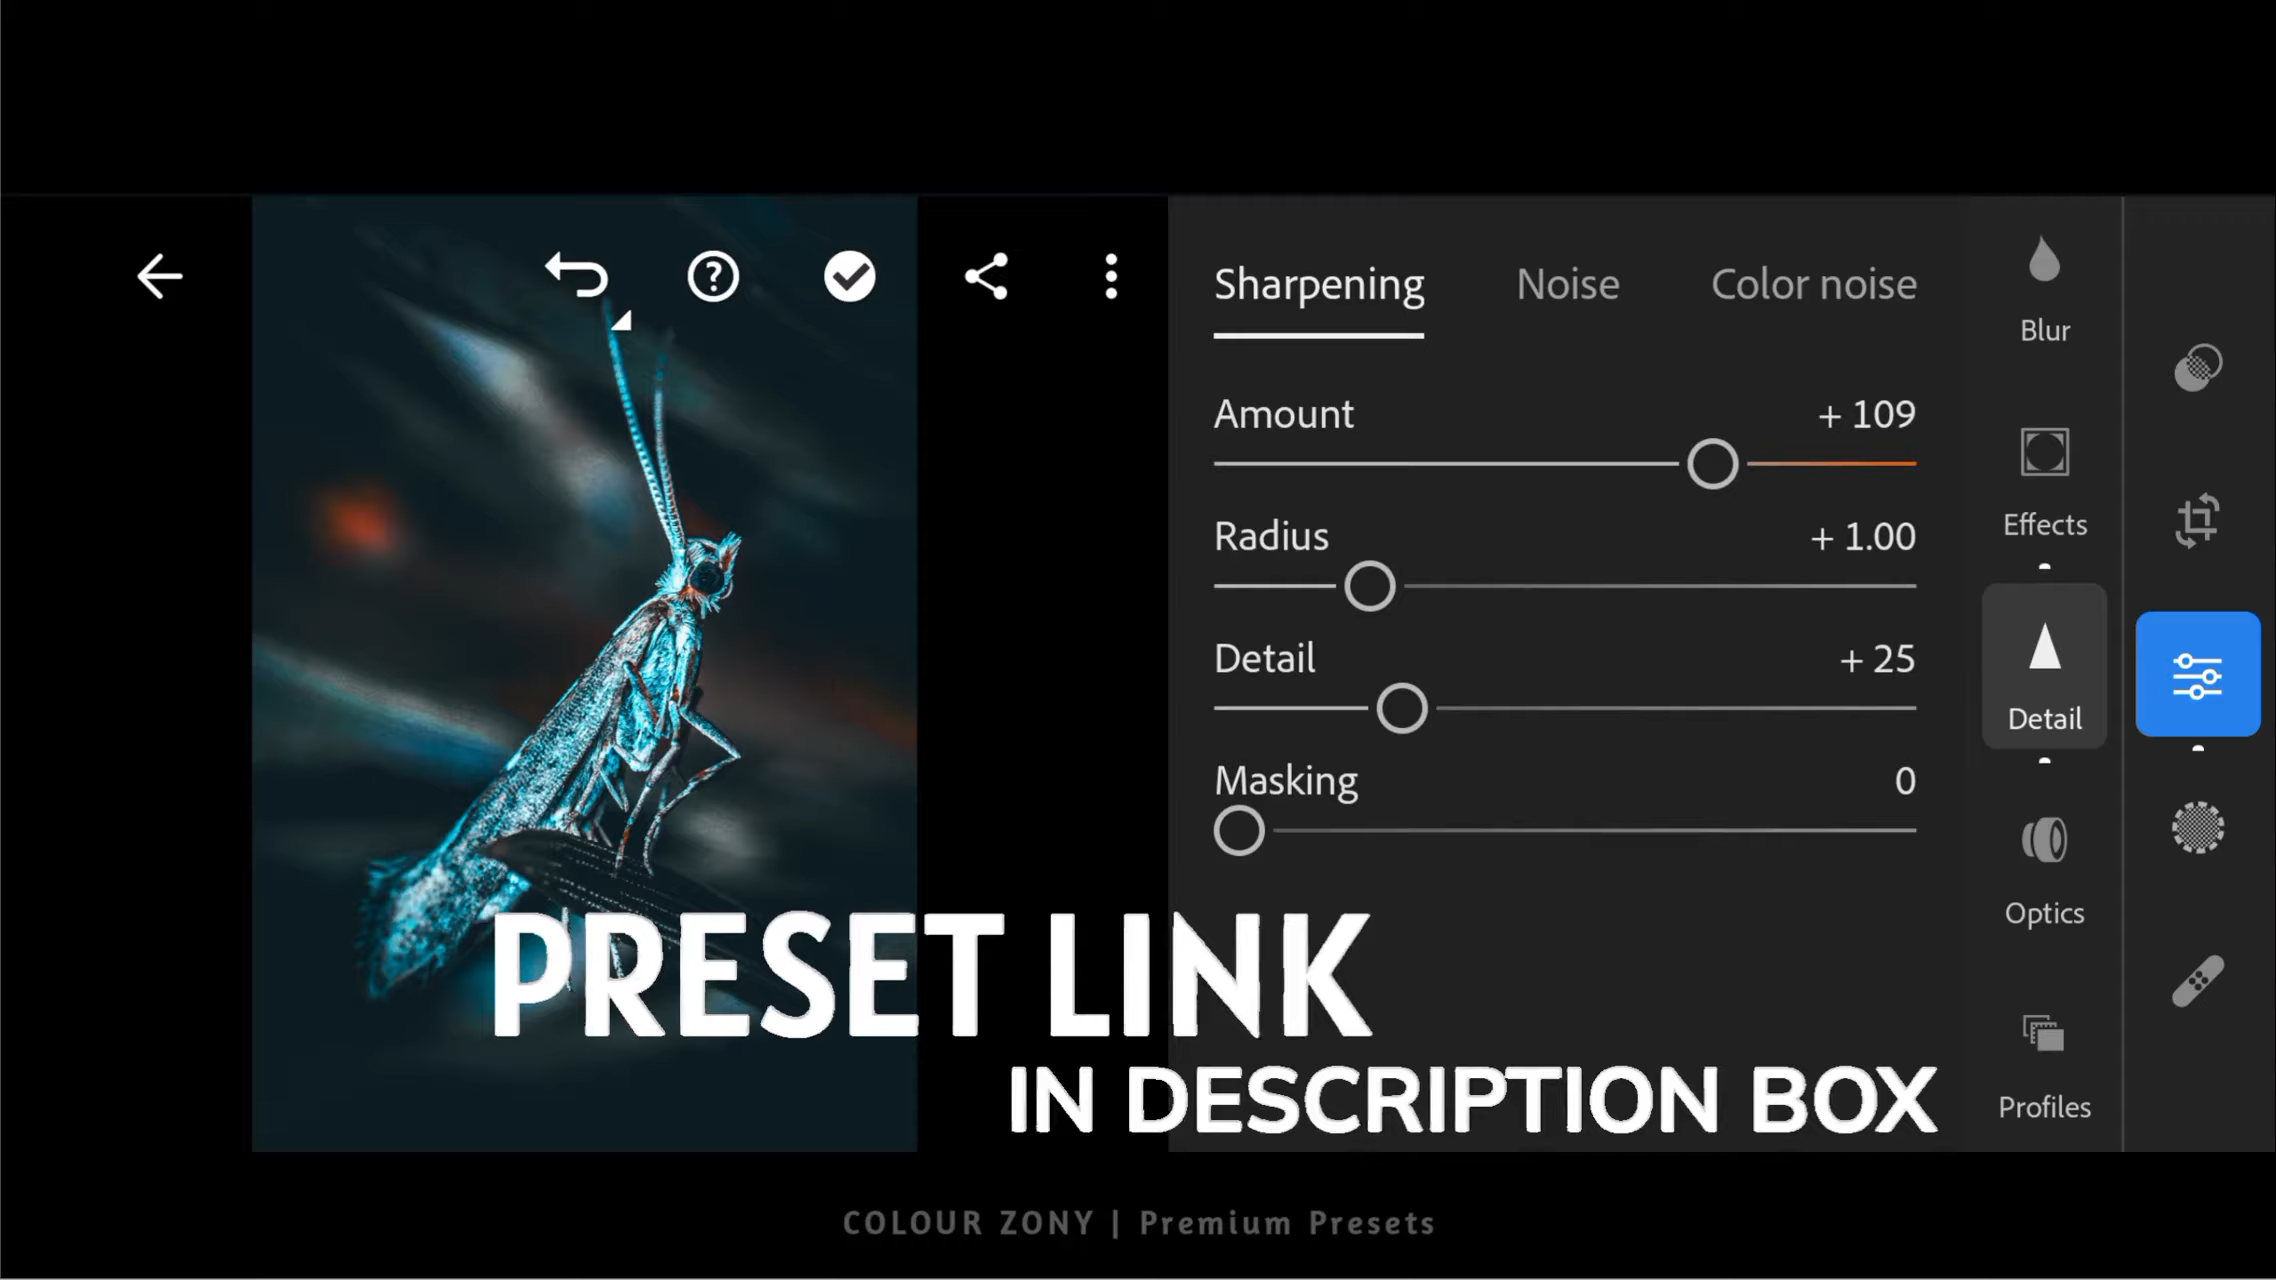 Sharpening Noise Color noise
Blur
Amount + 109
Radius + 1.00
Effects
Detail + 25
Detail
Masking 0
Optics
PRESET LINK
IN DESCRIPTION BOX
Profiles
COLOUR ZONY | Premium Presets